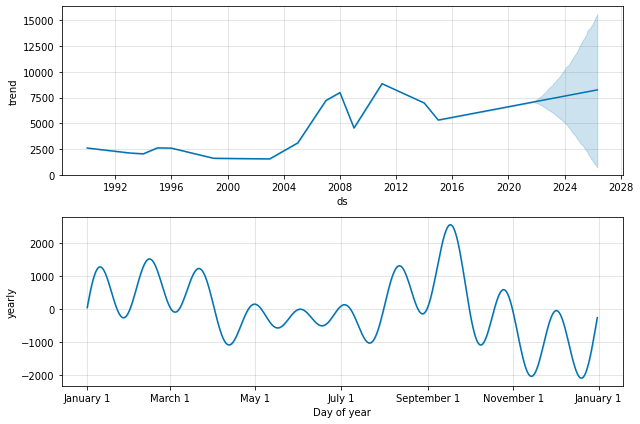 15000
12500
10000
7500
5000
2500
0
trend
1992 1996 2000 2004 2008 2012 2016 2020 2024 2028
ds
2000
1000
0
−1000
−2000
yearly
January 1 March 1 May 1 July 1 September 1 November 1 January 1
Day of year